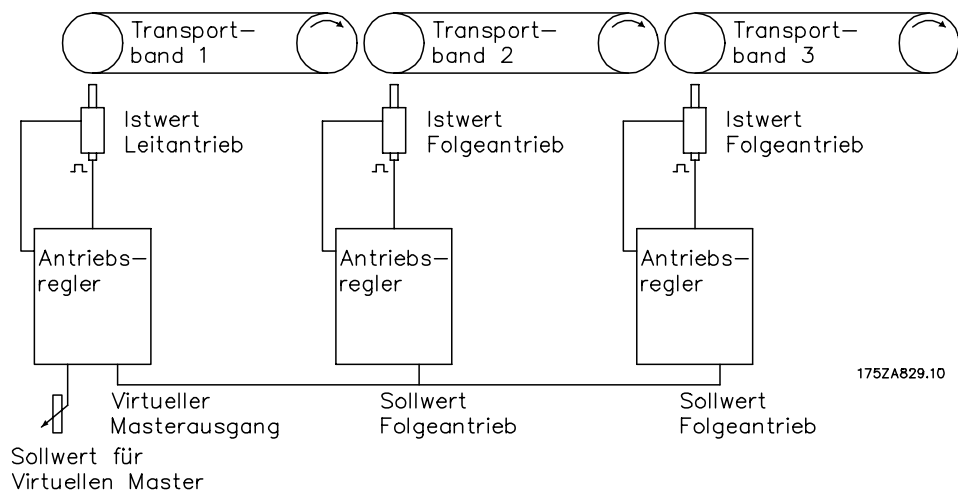 Transport–
band 1
Transport–
band 2
Transport–
band 3
Istwert
Leitantrieb
Istwert
Folgeantrieb
Istwert
Folgeantrieb
Antriebs–
regler
Antriebs–
regler
Antriebs–
regler
175ZA829.10
Virtueller
Masterausgang
Sollwert
Folgeantrieb
Sollwert
Folgeantrieb
Sollwert für
Virtuellen Master